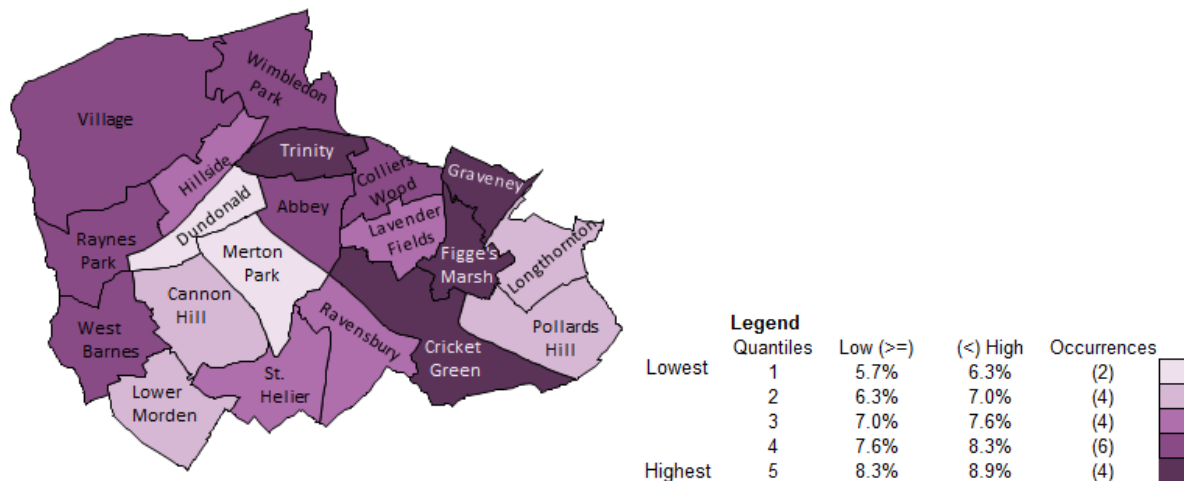 Wimbledon
Park
Village
Trinity
Hillside
Colliers
Wood
Graveney
Dundonald
Abbey
Lavender
Fields
Raynes
Park
Merton
Park
Figge's
Marsh
Longthornton
Cannon
Hill
West
Barnes
Ravensbury
Pollards
Hill
Cricket
Green
St.
Helier
Lower
Morden
Legend
Quantiles Low (>=) (<) High Occurrences
Lowest 1 5.7% 6.3% (2)
2 6.3% 7.0% (4)
3 7.0% 7.6% (4)
4 7.6% 8.3% (6)
Highest 5 8.3% 8.9% (4)